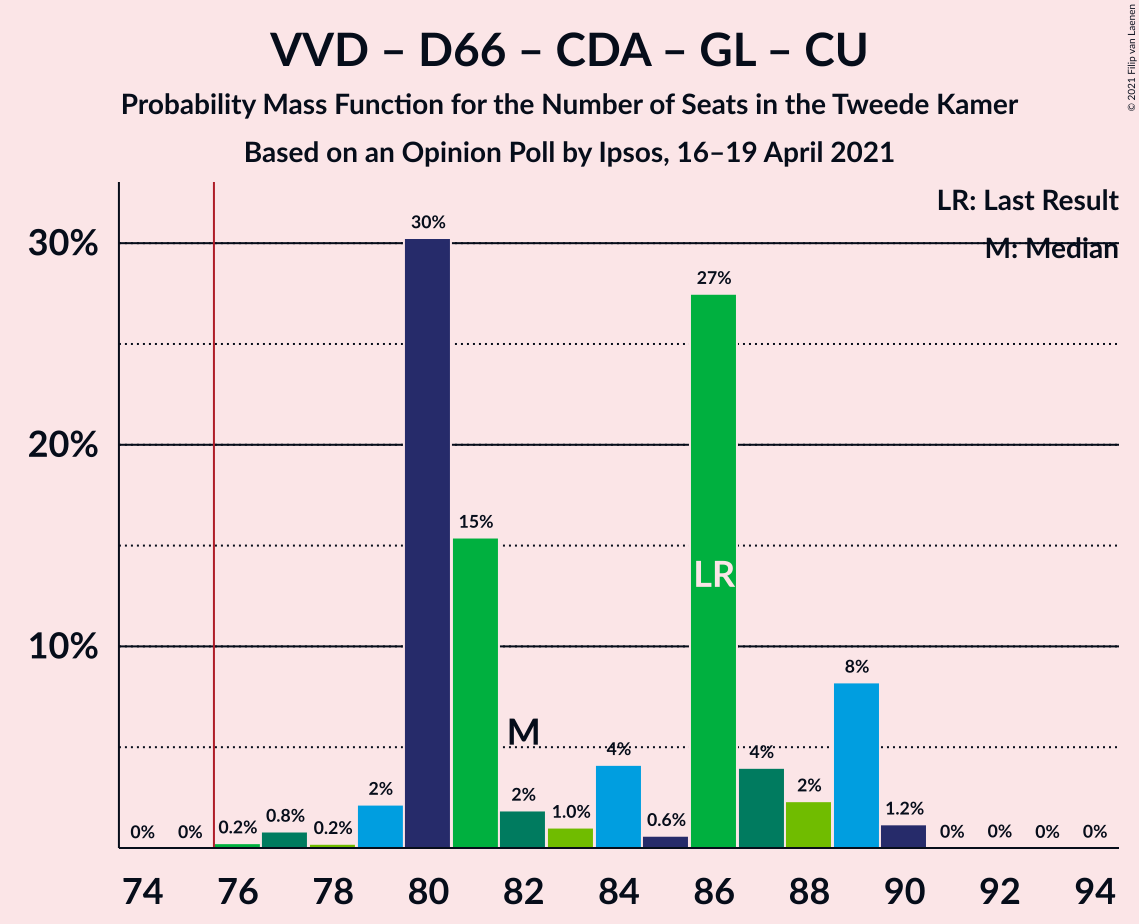 VVD – D66 – CDA – GL – CU
Probability Mass Function for the Number of Seats in the Tweede Kamer
Based on an Opinion Poll by Ipsos, 16–19 April 2021
© 2021 Filip van Laenen
LR: Last Result
M: Median
30%
20%
10%
0% 0% 0.2% 0.8% 0.2% 2% 30% 15% 2% 1.0% 4% 0.6% 27% 4% 2% 8% 1.2% 0% 0% 0% 0%
M
LR
74 76 78 80 82 84 86 88 90 92 94